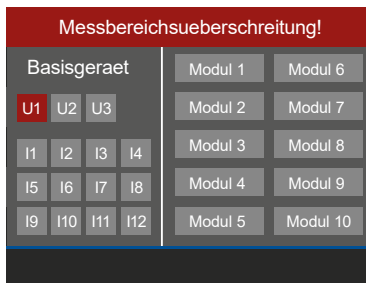 Messbereichsueberschreitung!
Basisgeraet
U1 U2 U3
I1 I2 I3 I4
I5 I6 I7 I8
I9 I10 I11 I12
Modul 1 Modul 6
Modul 2 Modul 7
Modul 3 Modul 8
Modul 4 Modul 9
Modul 5 Modul 10